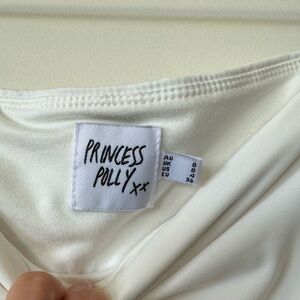 PRINCESS
POLLY xx
AU 8
UK 8
US 4
EU 36